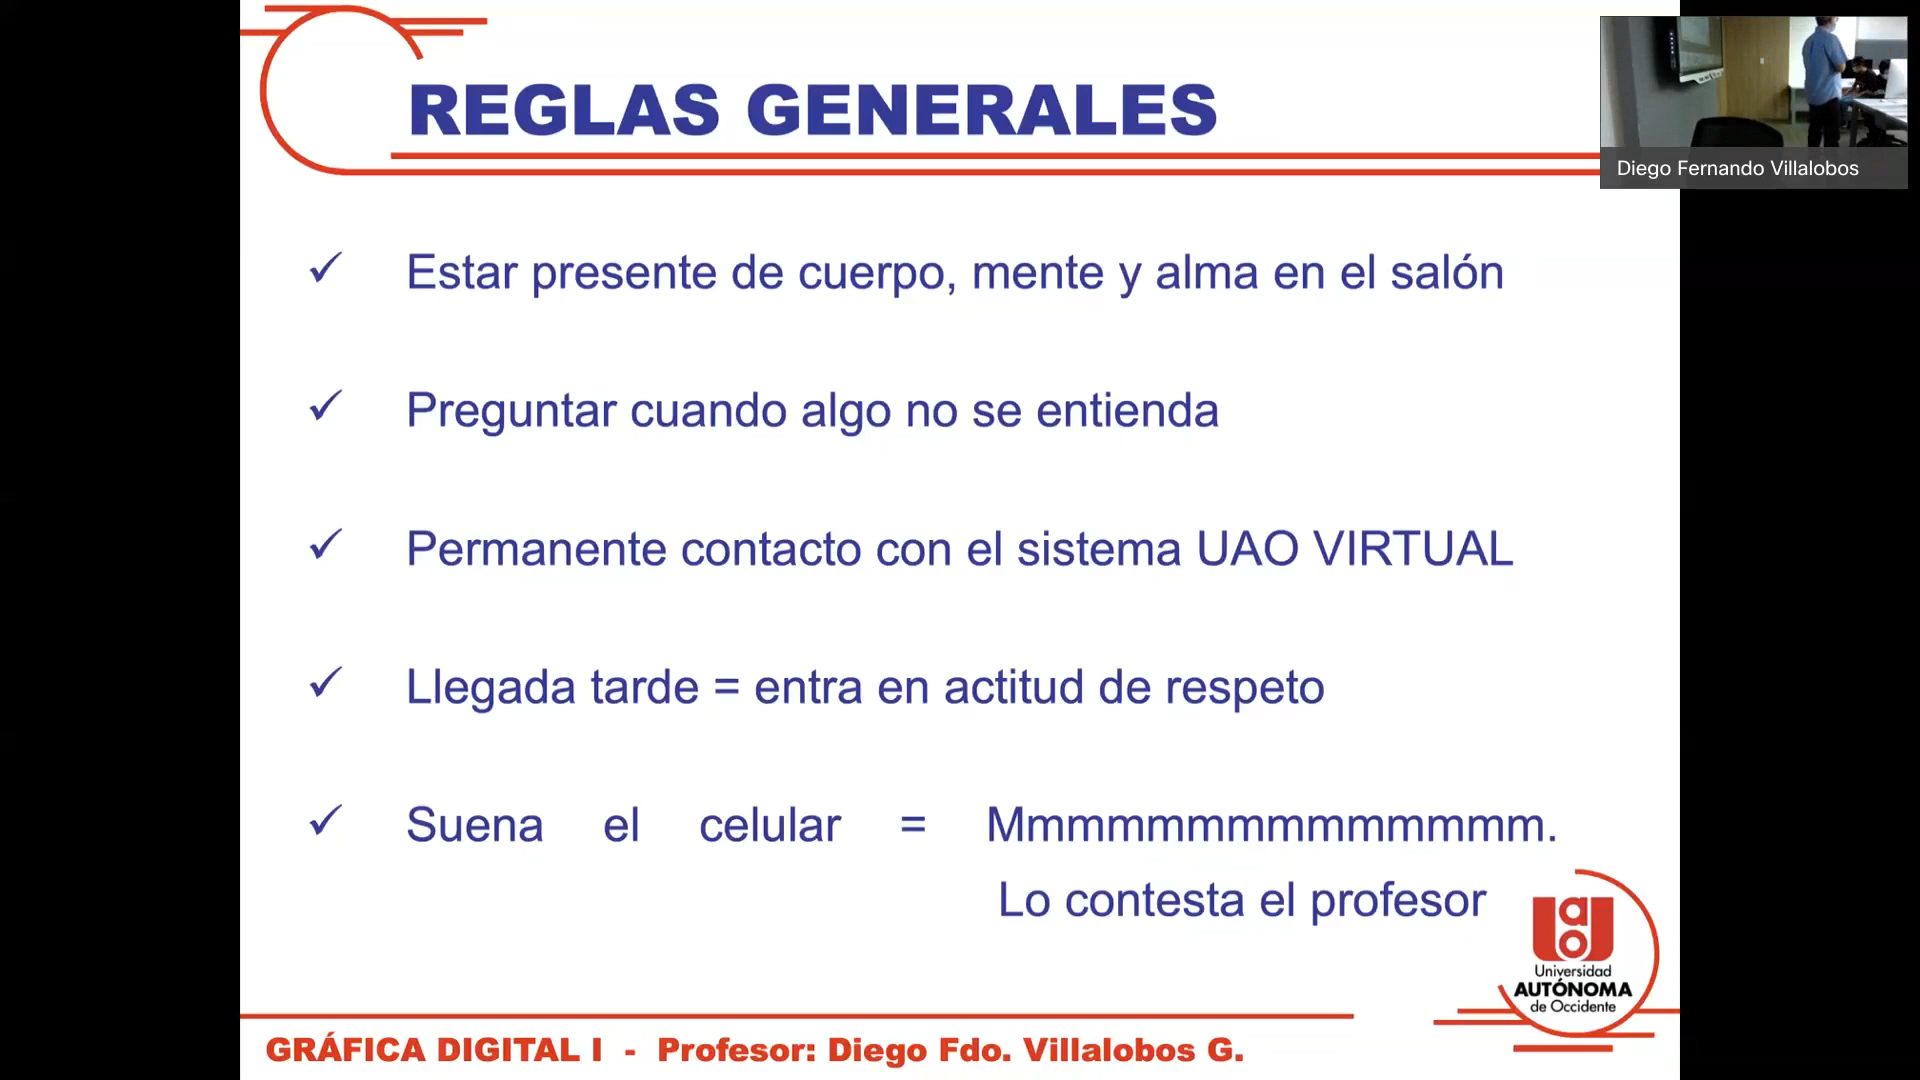 REGLAS GENERALES
Diego Fernando Villalobos
✓ Estar presente de cuerpo, mente y alma en el salón
✓ Preguntar cuando algo no se entienda
✓ Permanente contacto con el sistema UAO VIRTUAL
✓ Llegada tarde = entra en actitud de respeto
✓ Suena el celular = Mmmmmmmmmmmmmm.
Lo contesta el profesor
uao
Universidad
AUTÓNOMA
de Occidente
GRÁFICA DIGITAL I - Profesor: Diego Fdo. Villalobos G.